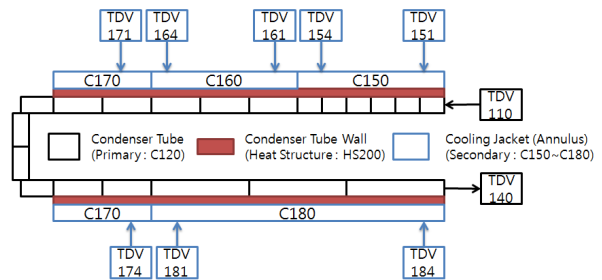 TDV
171
TDV
164
TDV
161
TDV
154
TDV
151
C170
C160
C150
TDV
110
Condenser Tube
(Primary : C120)
Condenser Tube Wall
(Heat Structure : HS200)
Cooling Jacket (Annulus)
(Secondary : C150~C180)
TDV
140
C170
C180
TDV
174
TDV
181
TDV
184